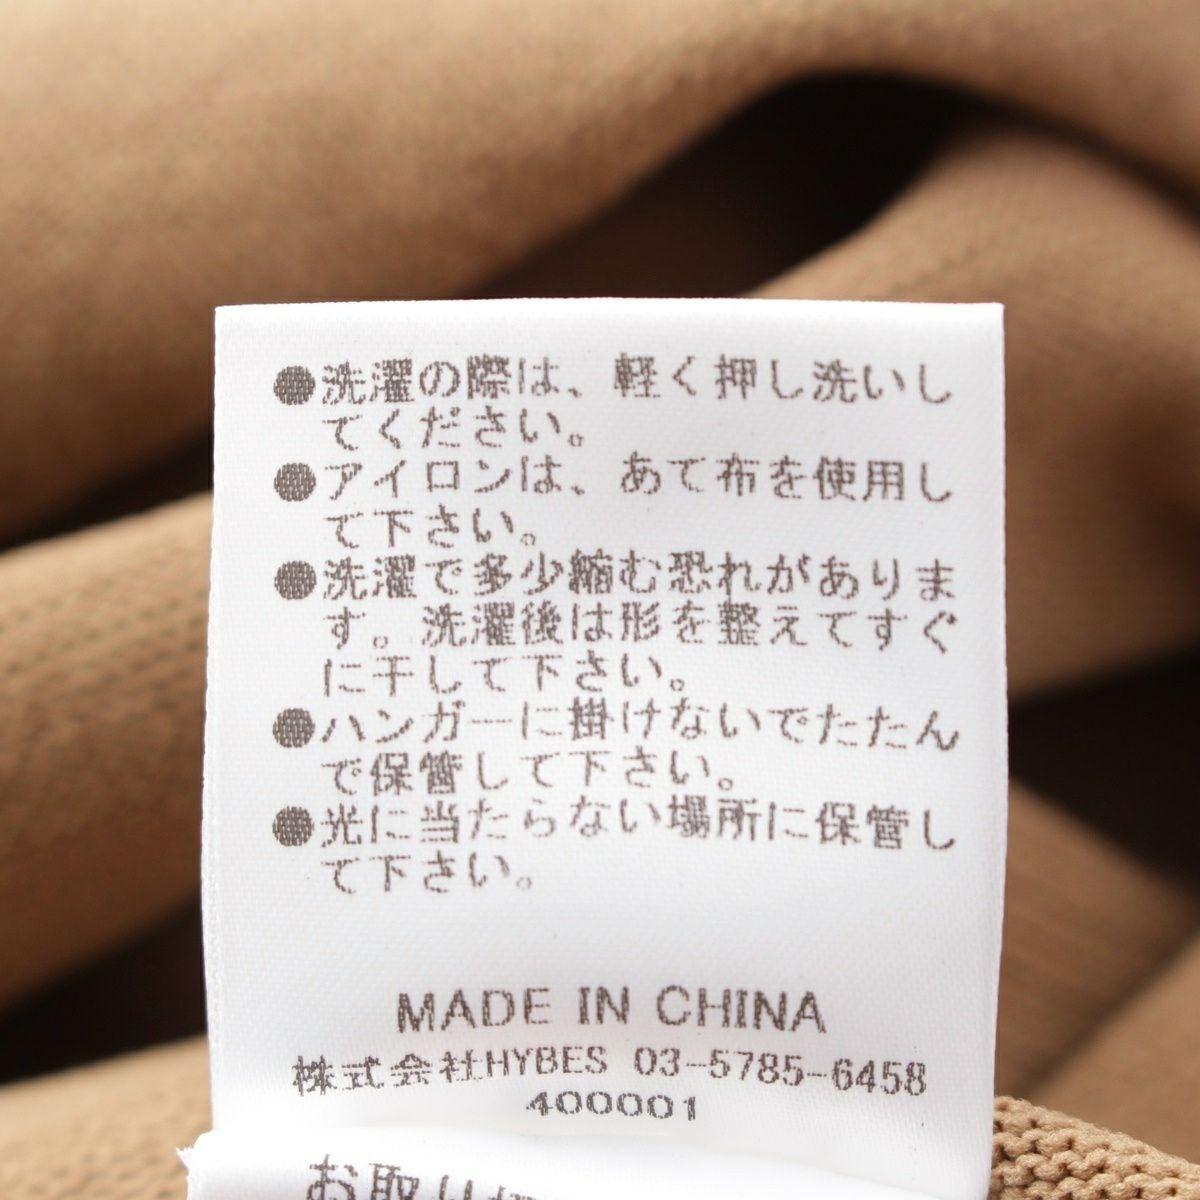 ●洗濯の際は、軽く押し洗いし
てください。
●アイロンは、あて布を使用し
て下さい。
●洗濯で多少縮む恐れがありま
す。洗濯後は形を整えてすぐ
に干して下さい。
●ハンガーに掛けないでたたん
で保管して下さい。
●光に当たらない場所に保管し
て下さい。
MADE IN CHINA
株式会社HYBES 03-5785-6458
400001
お取り扱